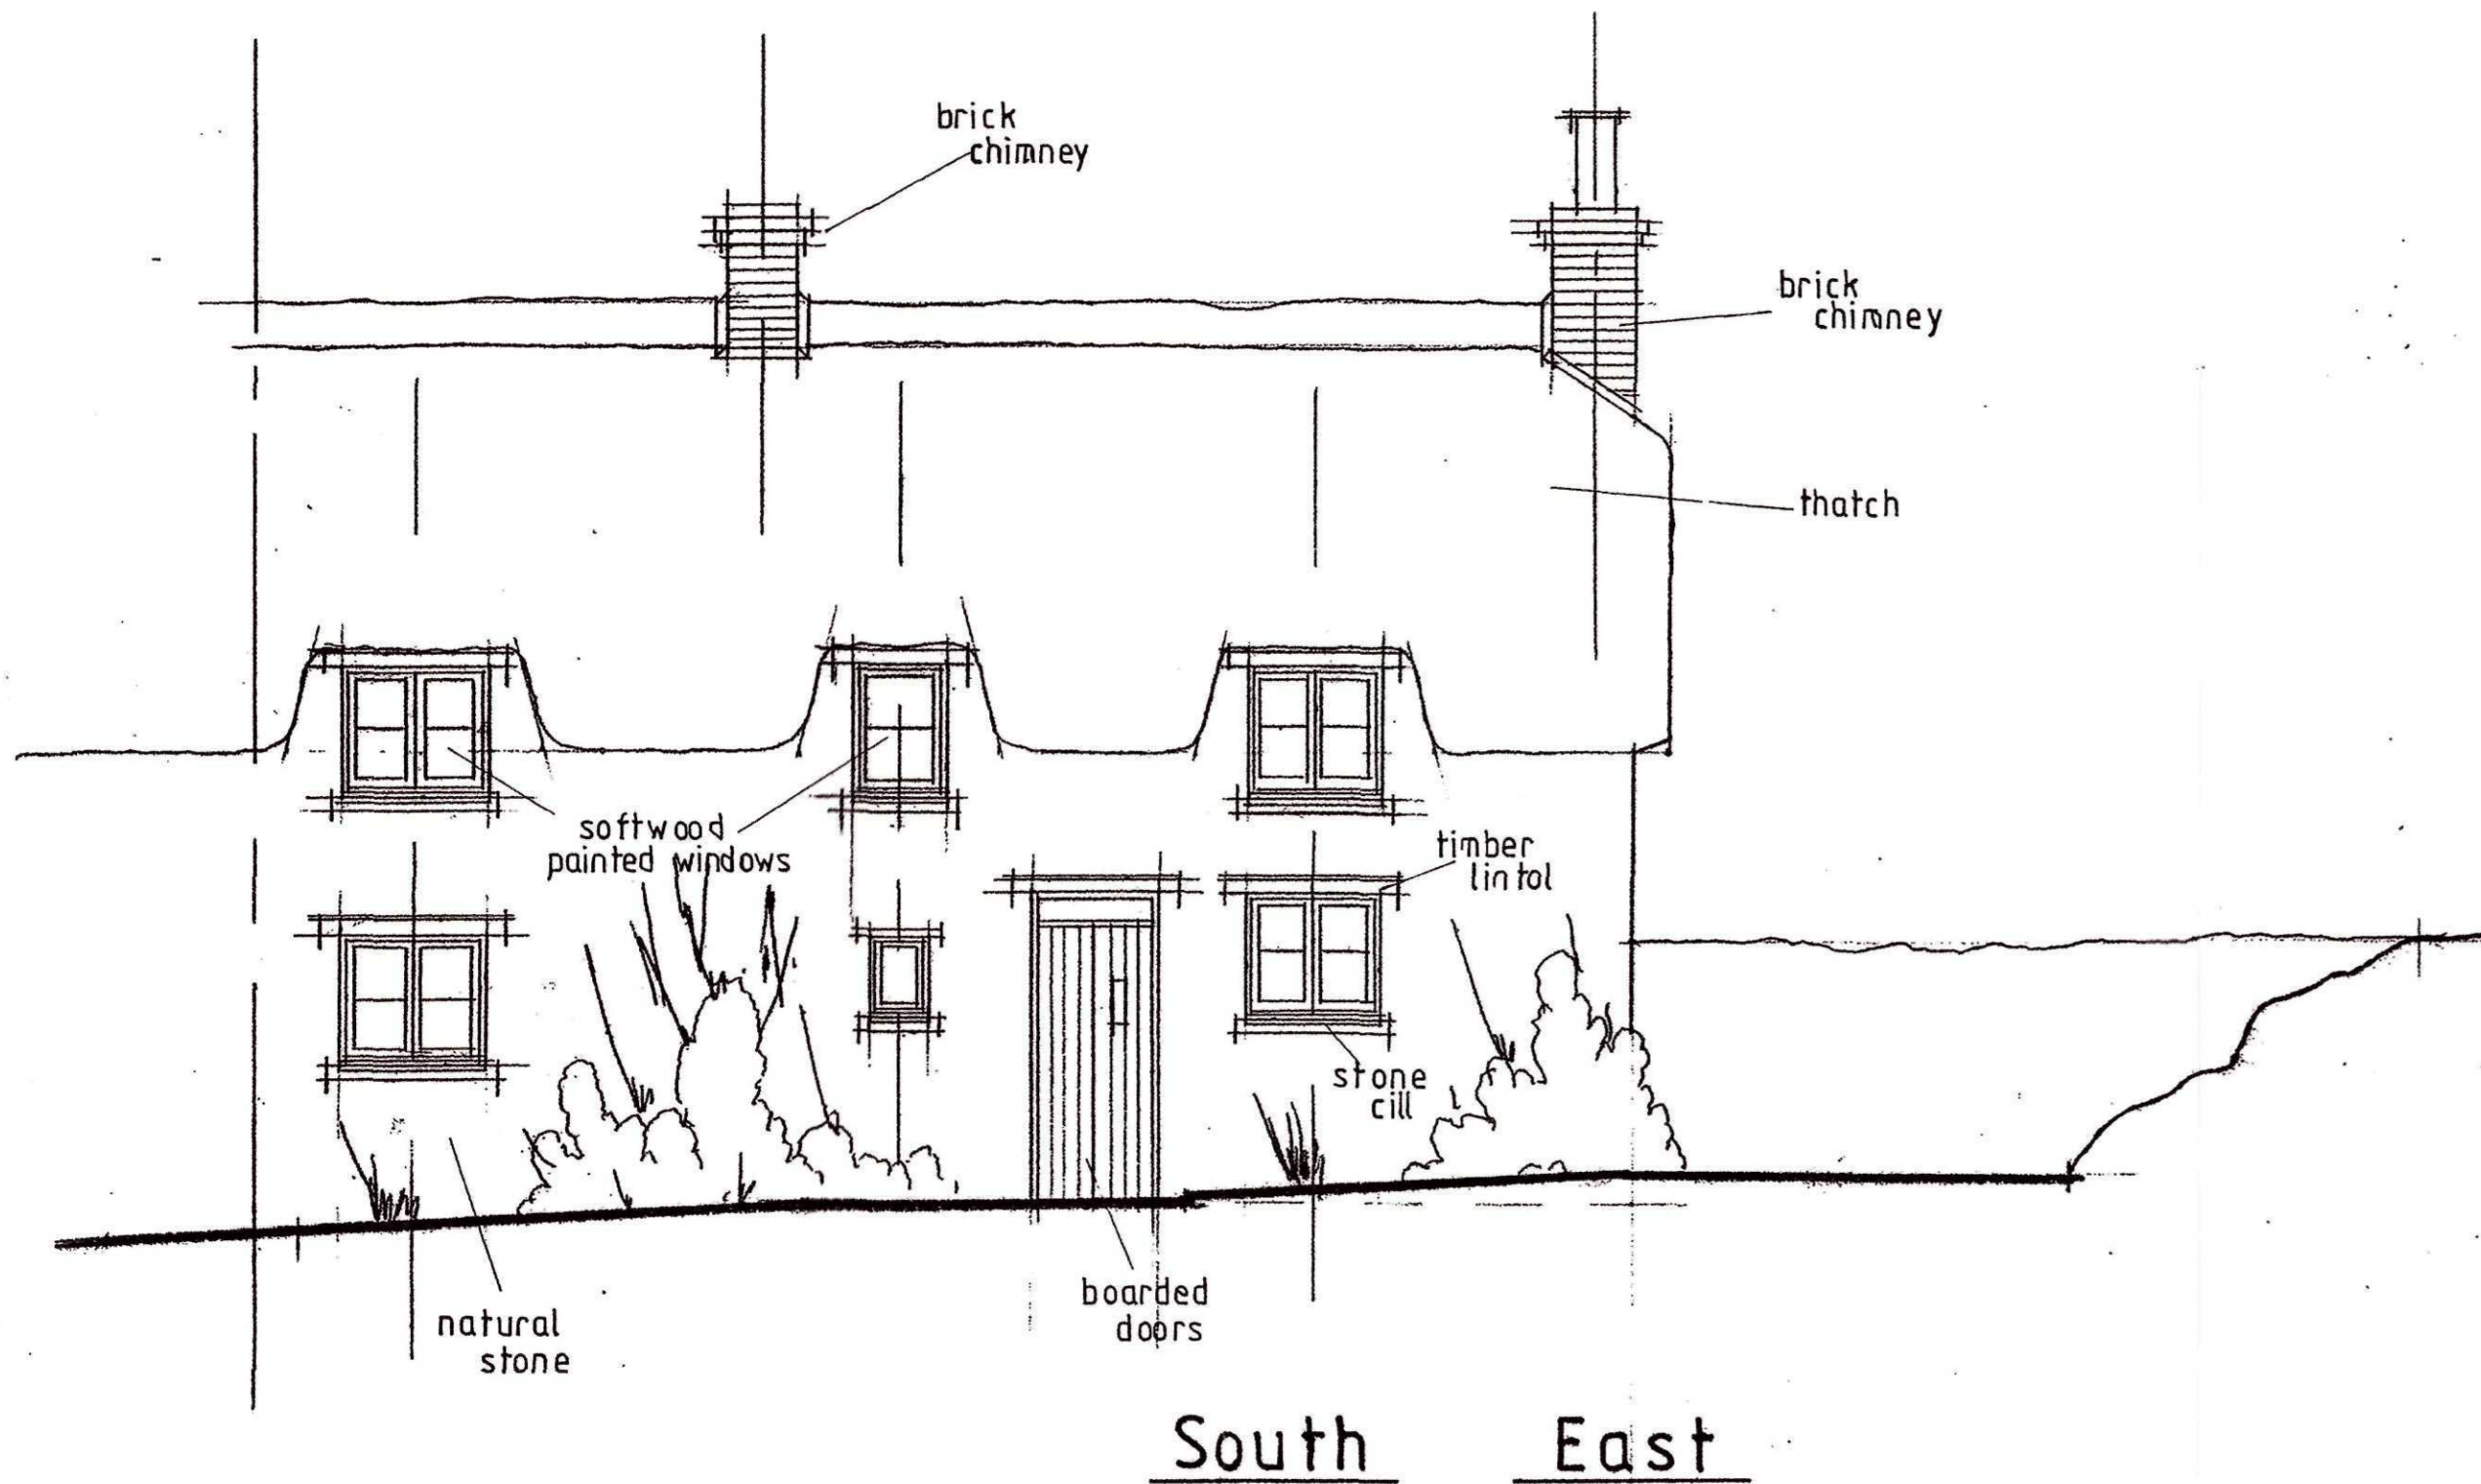 brick
chimney
brick
chimney
thatch
softwood
painted windows
timber
lintol
stone
cill
natural
stone
boarded
doors
South East